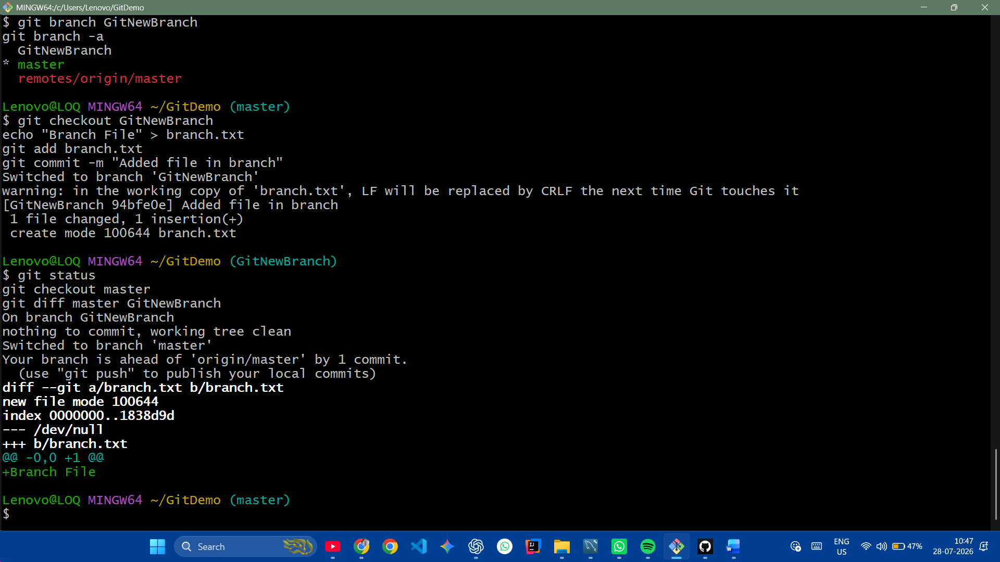 MINGW64:/c/Users/Lenovo/GitDemo
$ git branch GitNewBranch
git branch -a
  GitNewBranch
* master
  remotes/origin/master

Lenovo@LOQ MINGW64 ~/GitDemo (master)
$ git checkout GitNewBranch
echo "Branch File" > branch.txt
git add branch.txt
git commit -m "Added file in branch"
Switched to branch 'GitNewBranch'
warning: in the working copy of 'branch.txt', LF will be replaced by CRLF the next time Git touches it
[GitNewBranch 94bfe0e] Added file in branch
 1 file changed, 1 insertion(+)
 create mode 100644 branch.txt

Lenovo@LOQ MINGW64 ~/GitDemo (GitNewBranch)
$ git status
git checkout master
git diff master GitNewBranch
On branch GitNewBranch
nothing to commit, working tree clean
Switched to branch 'master'
Your branch is ahead of 'origin/master' by 1 commit.
  (use "git push" to publish your local commits)
diff --git a/branch.txt b/branch.txt
new file mode 100644
index 0000000..1838d9d
--- /dev/null
+++ b/branch.txt
@@ -0,0 +1 @@
+Branch File

Lenovo@LOQ MINGW64 ~/GitDemo (master)
$
Search
ENG
US
47%
10:47
28-07-2026